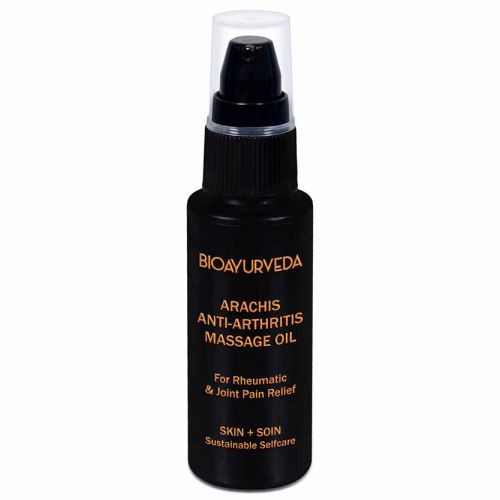 BIOAYURVEDA
ARACHIS
ANTI-ARTHRITIS
MASSAGE OIL
For Rheumatic
& Joint Pain Relief
SKIN + SOIN
Sustainable Selfcare